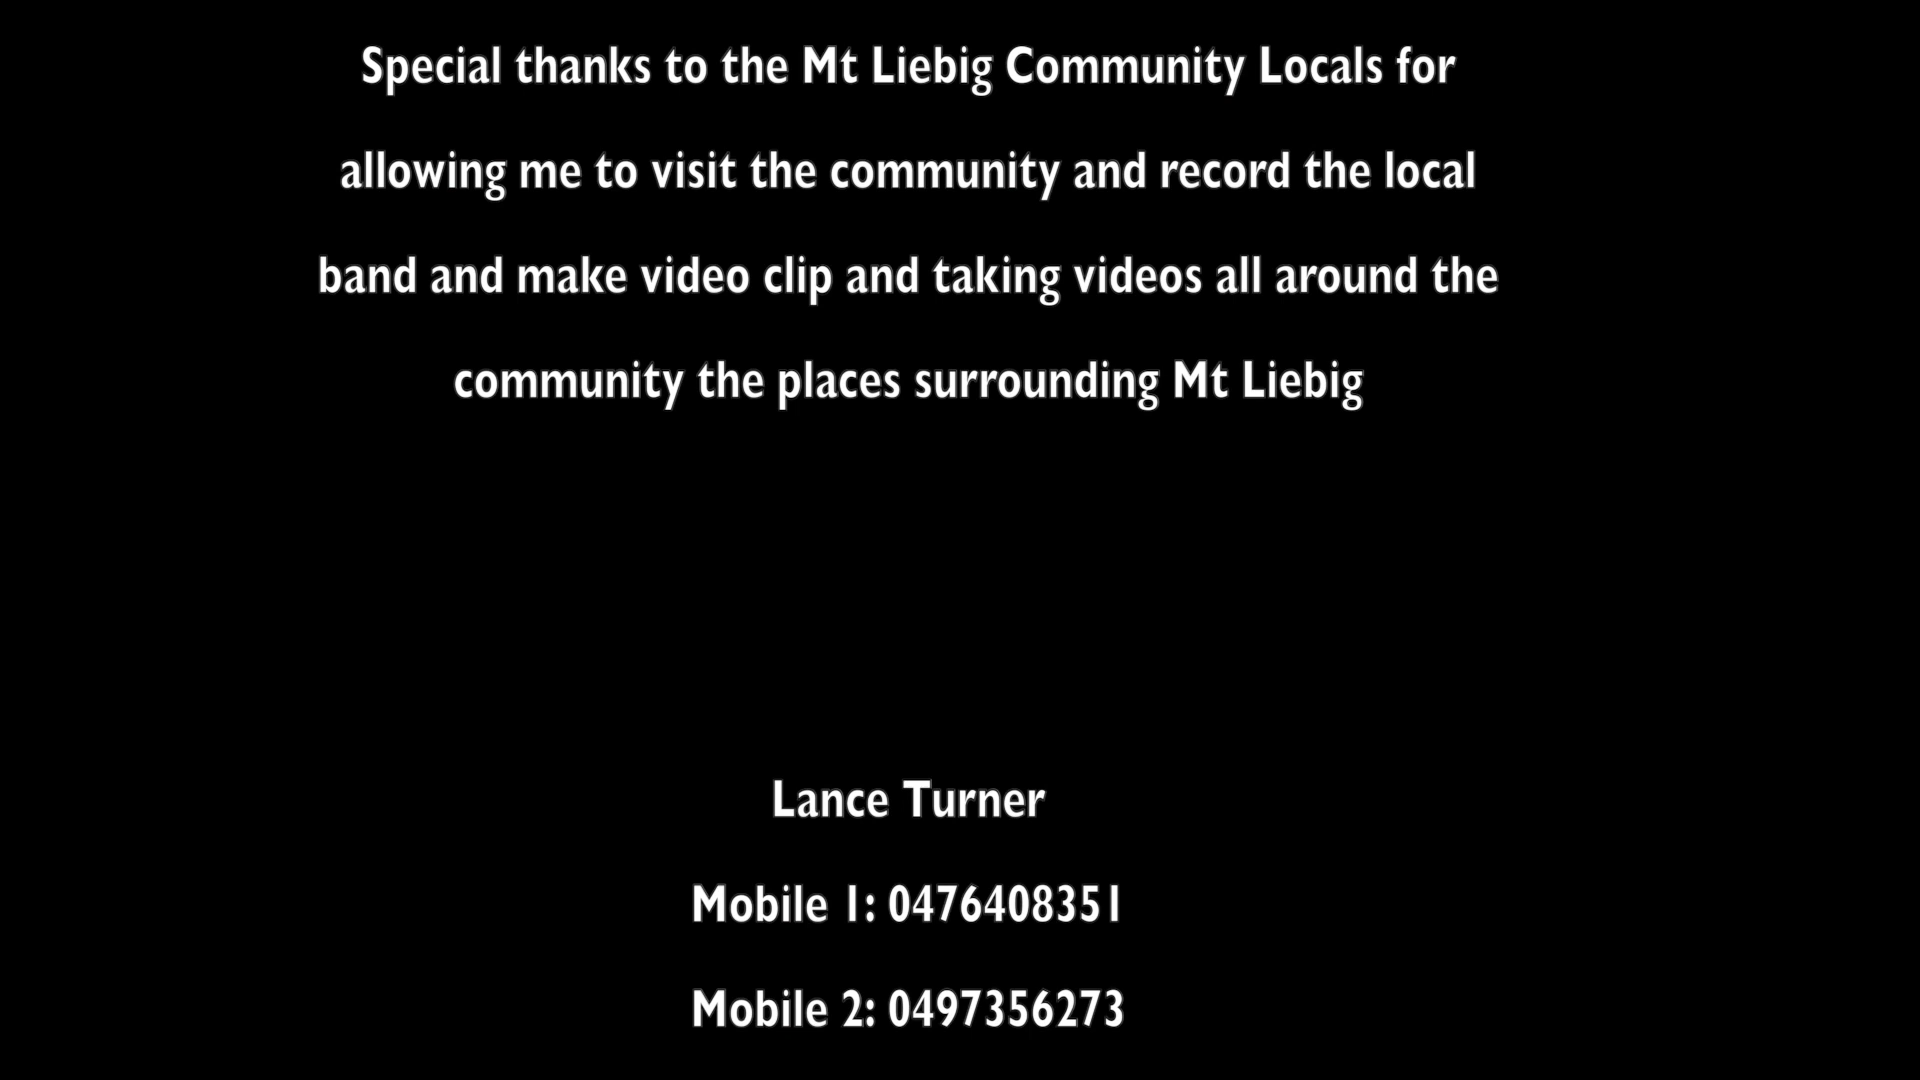 Special thanks to the Mt Liebig Community Locals for
allowing me to visit the community and record the local
band and make video clip and taking videos all around the
community the places surrounding Mt Liebig
Lance Turner
Mobile 1: 0476408351
Mobile 2: 0497356273